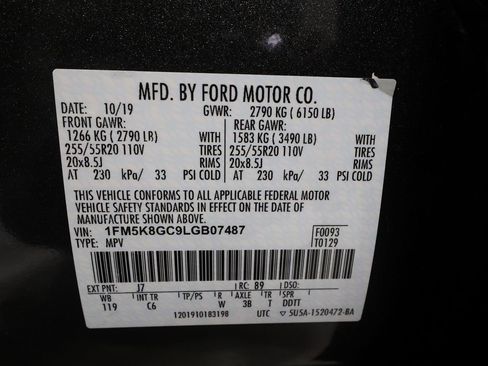 MFD. BY FORD MOTOR CO.
DATE: 10/19 GVWR: 2790 KG ( 6150 LB)
FRONT GAWR: REAR GAWR:
1266 KG ( 2790 LB) WITH 1583 KG ( 3490 LB) WITH
255/55R20 110V TIRES 255/55R20 110V TIRES
20x8.5J RIMS 20x8.5J RIMS
AT 230 kPa/ 33 PSI COLD AT 230 kPa/ 33 PSI COLD
THIS VEHICLE CONFORMS TO ALL APPLICABLE FEDERAL MOTOR
VEHICLE SAFETY STANDARDS IN EFFECT ON THE DATE OF
MANUFACTURE SHOWN ABOVE.
VIN: 1FM5K8GC9LGB07487 F0093
TYPE: MPV T0129
EXT PNT: J7 RC: 89 DSO:
WB INT TR TP/PS R AXLE TR SPR
119 C6 W 3B T DDTT
1201910183198 UTC ▽ 5U5A-1520472-BA